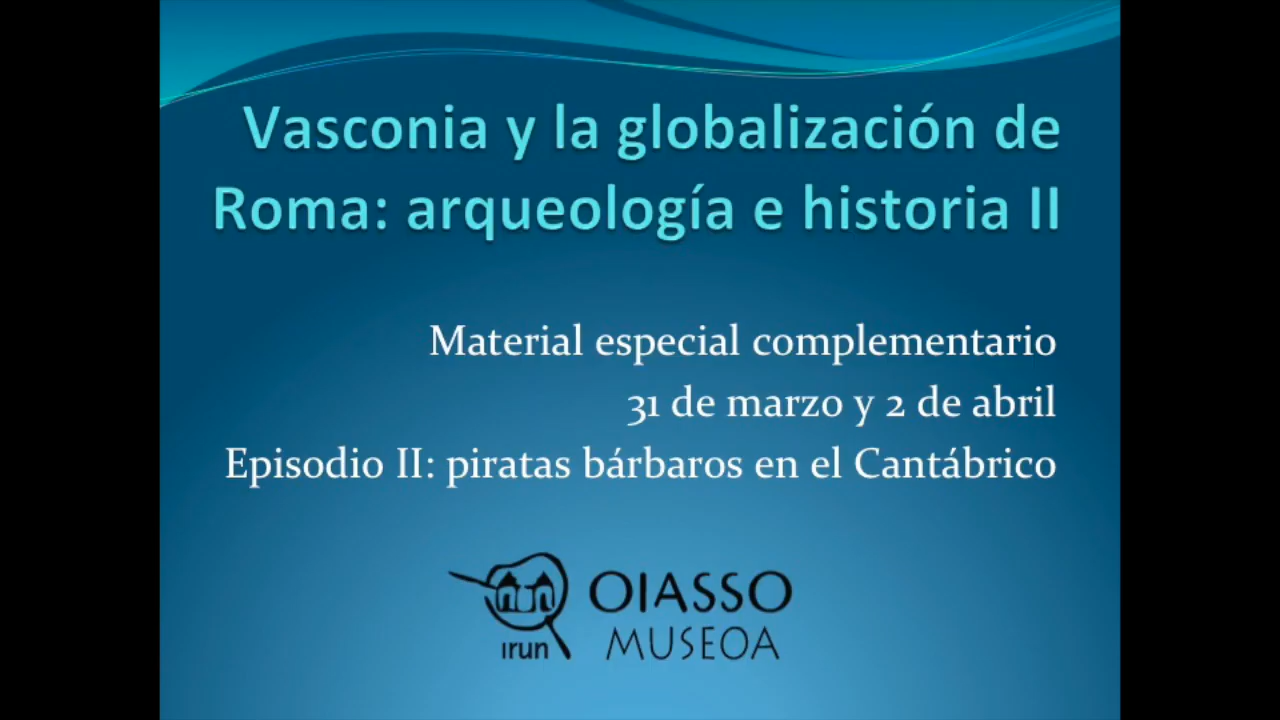 Vasconia y la globalización de
Roma: arqueología e historia II
Material especial complementario
31 de marzo y 2 de abril
Episodio II: piratas bárbaros en el Cantábrico
OIASSO
MUSEOA
irun